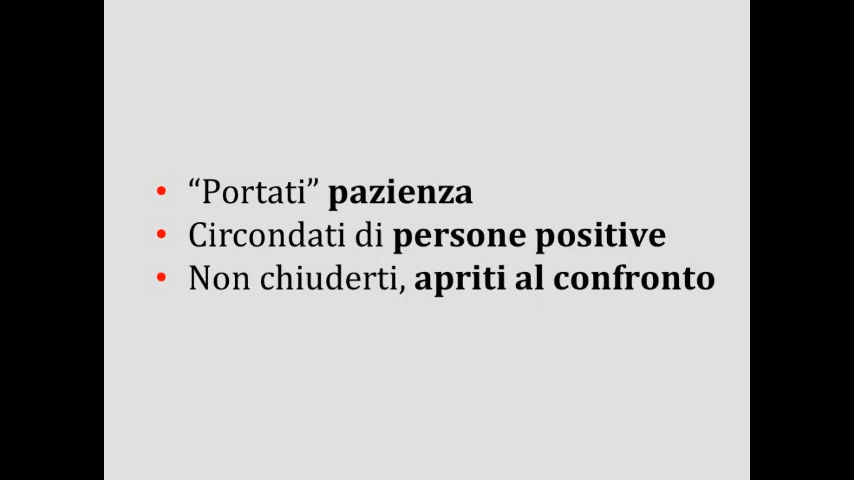 • “Portati” pazienza
• Circondati di persone positive
• Non chiuderti, apriti al confronto